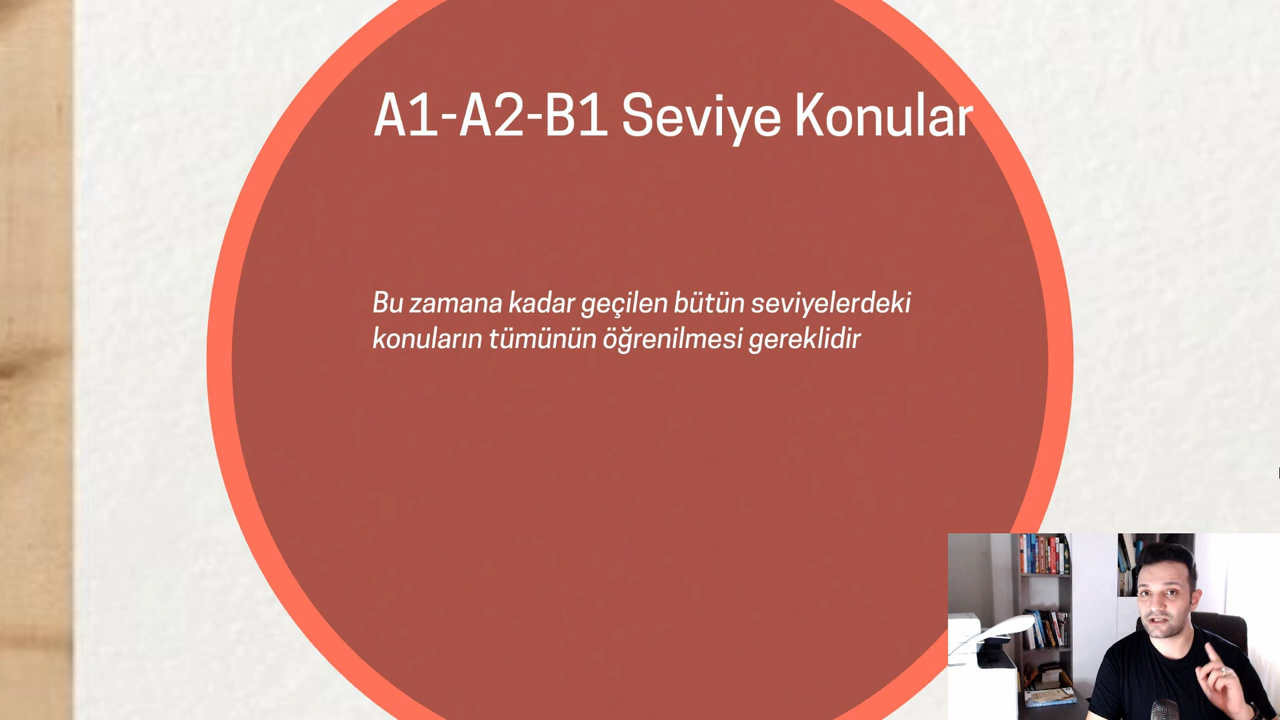 A1-A2-B1 Seviye Konular
Bu zamana kadar geçilen bütün seviyelerdeki
konuların tümünün öğrenilmesi gereklidir